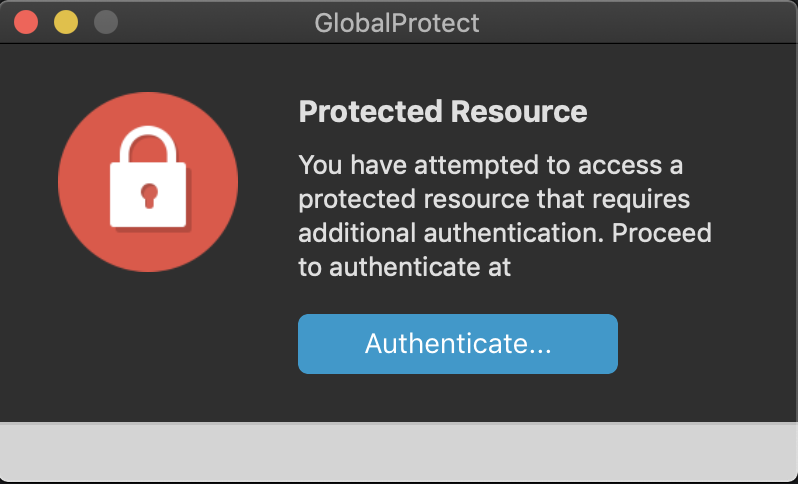 GlobalProtect
Protected Resource
You have attempted to access a
protected resource that requires
additional authentication. Proceed
to authenticate at
Authenticate...